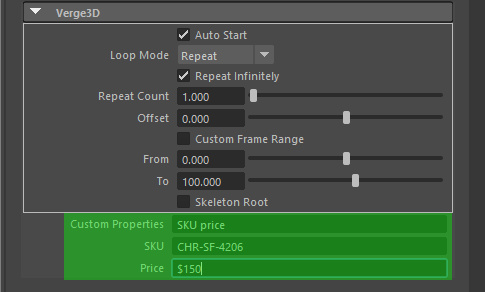 Verge3D
Auto Start
Loop Mode Repeat
Repeat Infinitely
Repeat Count 1.000
Offset 0.000
Custom Frame Range
From 0.000
To 100.000
Skeleton Root
Custom Properties SKU price
SKU CHR-SF-4206
Price $150